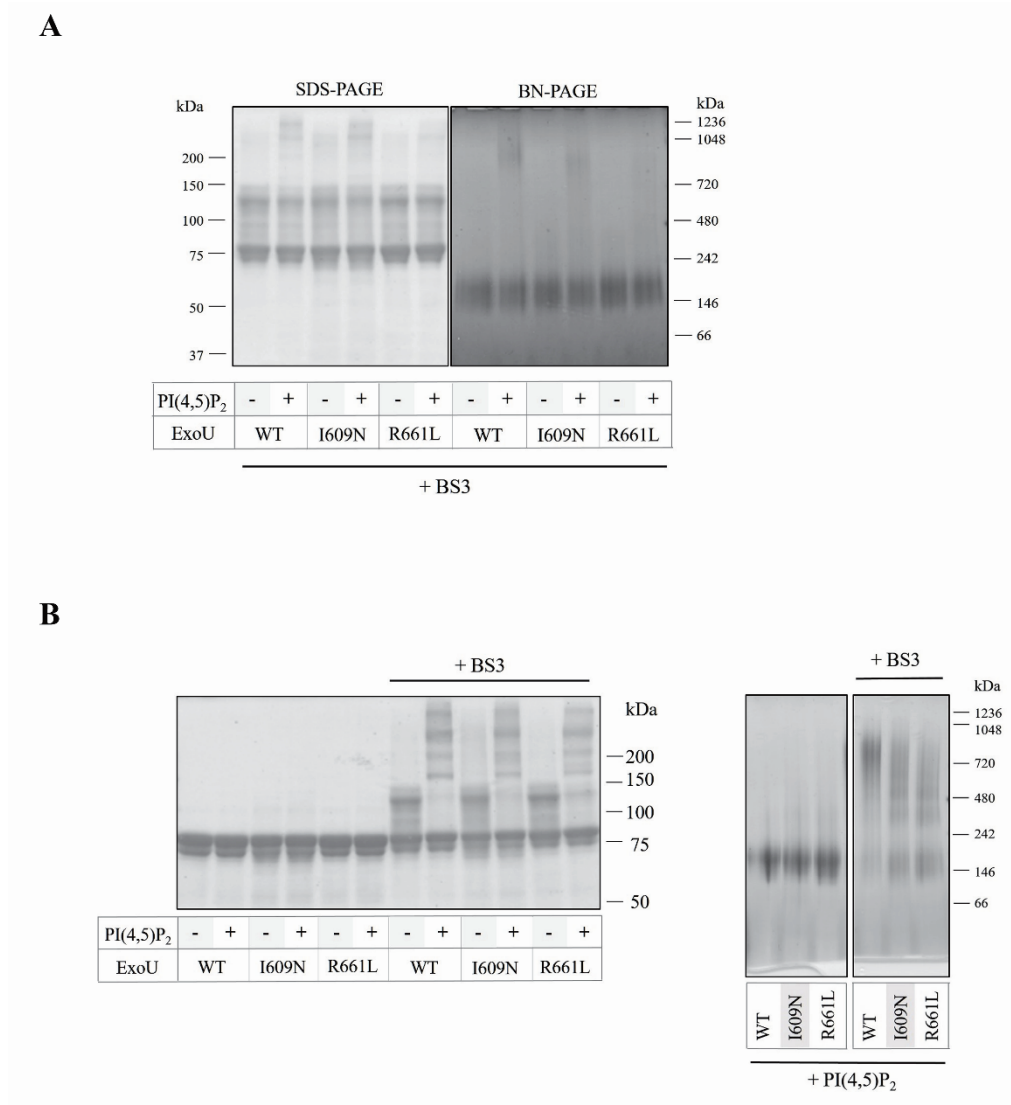 A
SDS-PAGE
BN-PAGE
kDa
kDa
1236
1048
200
150
720
100
480
75
242
50
146
66
37
PI(4,5)P2 - + - + - + - + - + - +
ExoU WT I609N R661L WT I609N R661L
+ BS3
B
+ BS3
kDa
200
150
100
75
50
PI(4,5)P2 - + - + - + - + - + - +
ExoU WT I609N R661L WT I609N R661L
+ BS3
kDa
1236
1048
720
480
242
146
66
WT I609N R661L WT I609N R661L
+ PI(4,5)P2